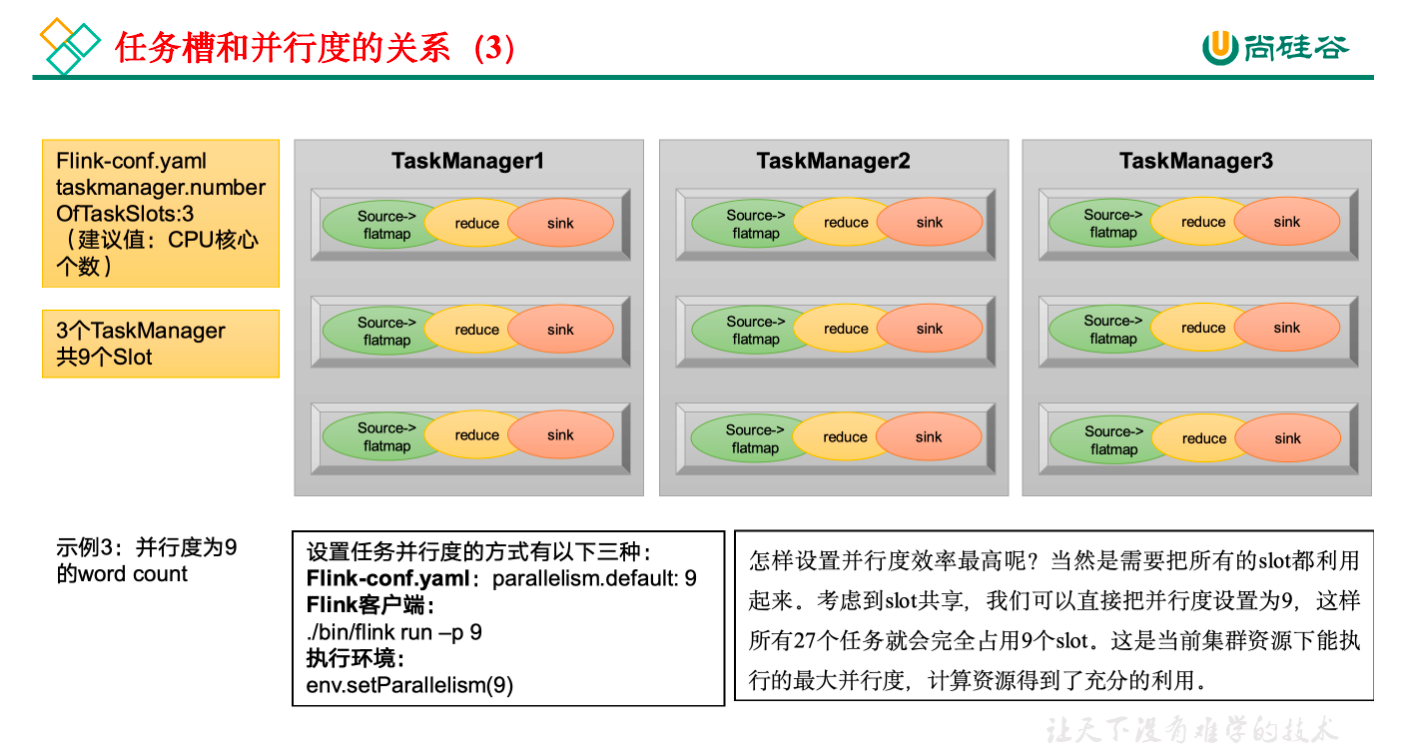 任务槽和并行度的关系（3）
尚硅谷
Flink-conf.yaml
taskmanager.number
OfTaskSlots:3
（建议值：CPU核心
个数）
3个TaskManager
共9个Slot
TaskManager1
Source->
flatmap
reduce
sink
Source->
flatmap
reduce
sink
Source->
flatmap
reduce
sink
TaskManager2
Source->
flatmap
reduce
sink
Source->
flatmap
reduce
sink
Source->
flatmap
reduce
sink
TaskManager3
Source->
flatmap
reduce
sink
Source->
flatmap
reduce
sink
Source->
flatmap
reduce
sink
示例3：并行度为9
的word count
设置任务并行度的方式有以下三种：
Flink-conf.yaml：parallelism.default: 9
Flink客户端：
./bin/flink run –p 9
执行环境：
env.setParallelism(9)
怎样设置并行度效率最高呢？当然是需要把所有的slot都利用
起来。考虑到slot共享，我们可以直接把并行度设置为9，这样
所有27个任务就会完全占用9个slot。这是当前集群资源下能执
行的最大并行度，计算资源得到了充分的利用。
让天下没有难学的技术